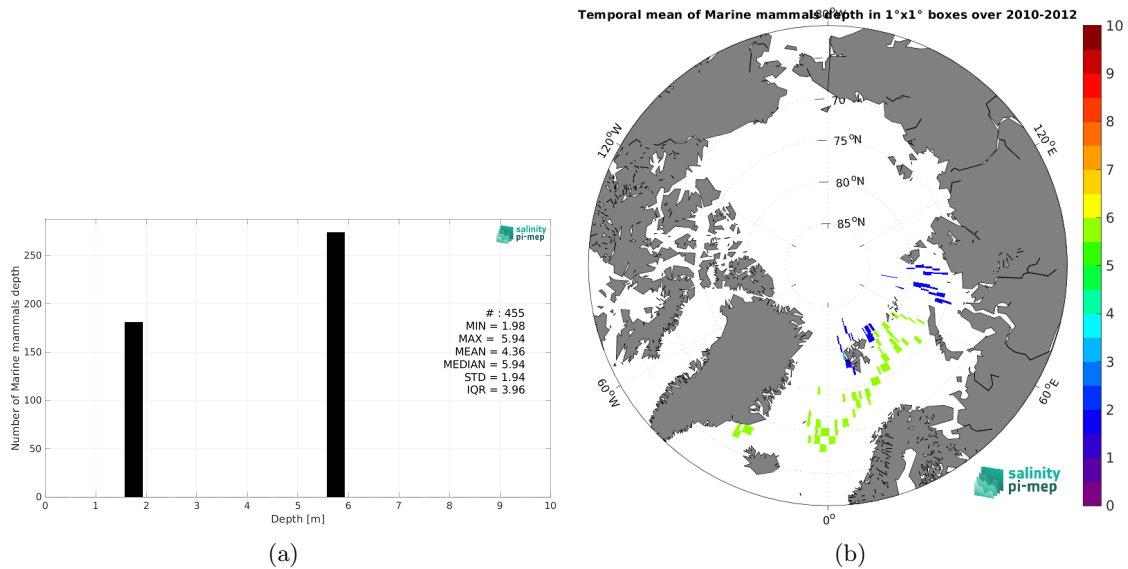 Temporal mean of Marine mammals depth in 1°x1° boxes over 2010-2012
180°W
70°N
75°N
80°N
85°N
120°W
120°E
60°W
60°E
0°
10
9
8
7
6
5
4
3
2
1
0
salinity
pi-mep
Number of Marine mammals depth
250
200
150
100
50
0
0 1 2 3 4 5 6 7 8 9 10
Depth [m]
salinity
pi-mep
# : 455
MIN = 1.98
MAX = 5.94
MEAN = 4.36
MEDIAN = 5.94
STD = 1.94
IQR = 3.96
(a)
(b)